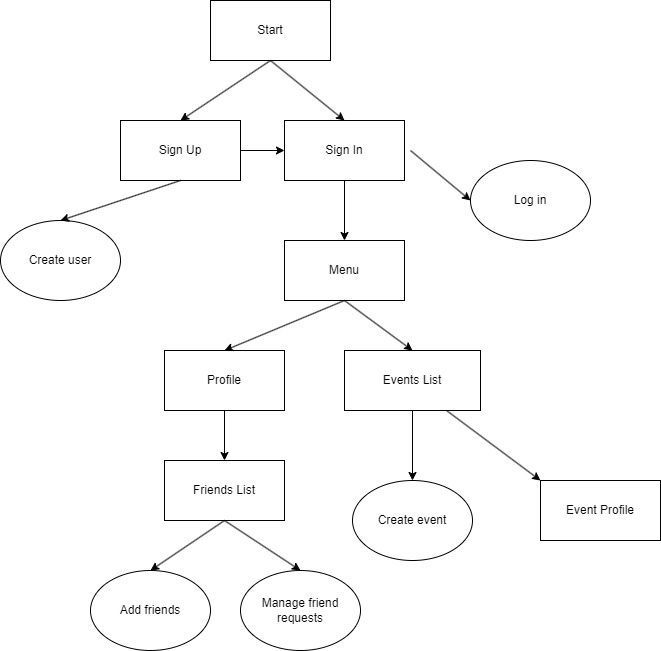 Start
Sign Up
Sign In
Log in
Create user
Menu
Profile
Events List
Friends List
Create event
Event Profile
Add friends
Manage friend
requests